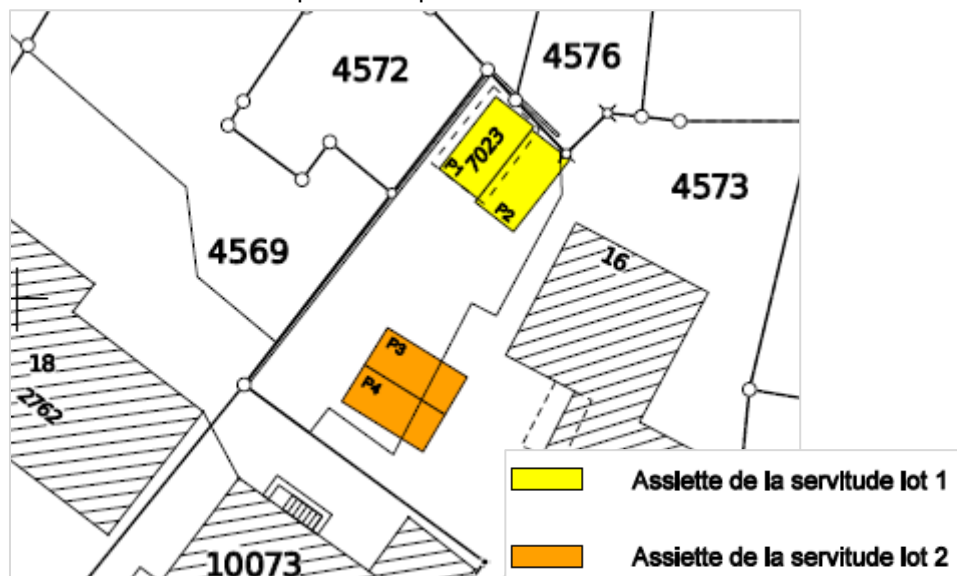 4572
4576
7023
P1
P2
4573
4569
16
P3
P4
18
2762
10073
Assiette de la servitude lot 1
Assiette de la servitude lot 2